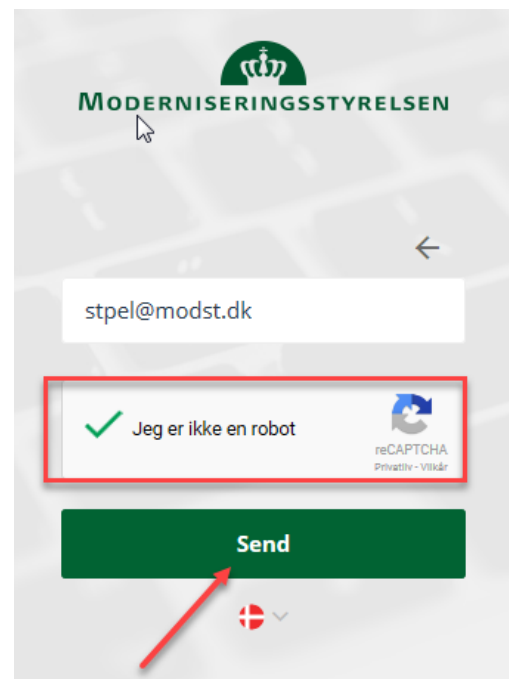 MODERNISERINGSSTYRELSEN
stpel@modst.dk
Jeg er ikke en robot
reCAPTCHA
Privatliv - Vilkår
Send